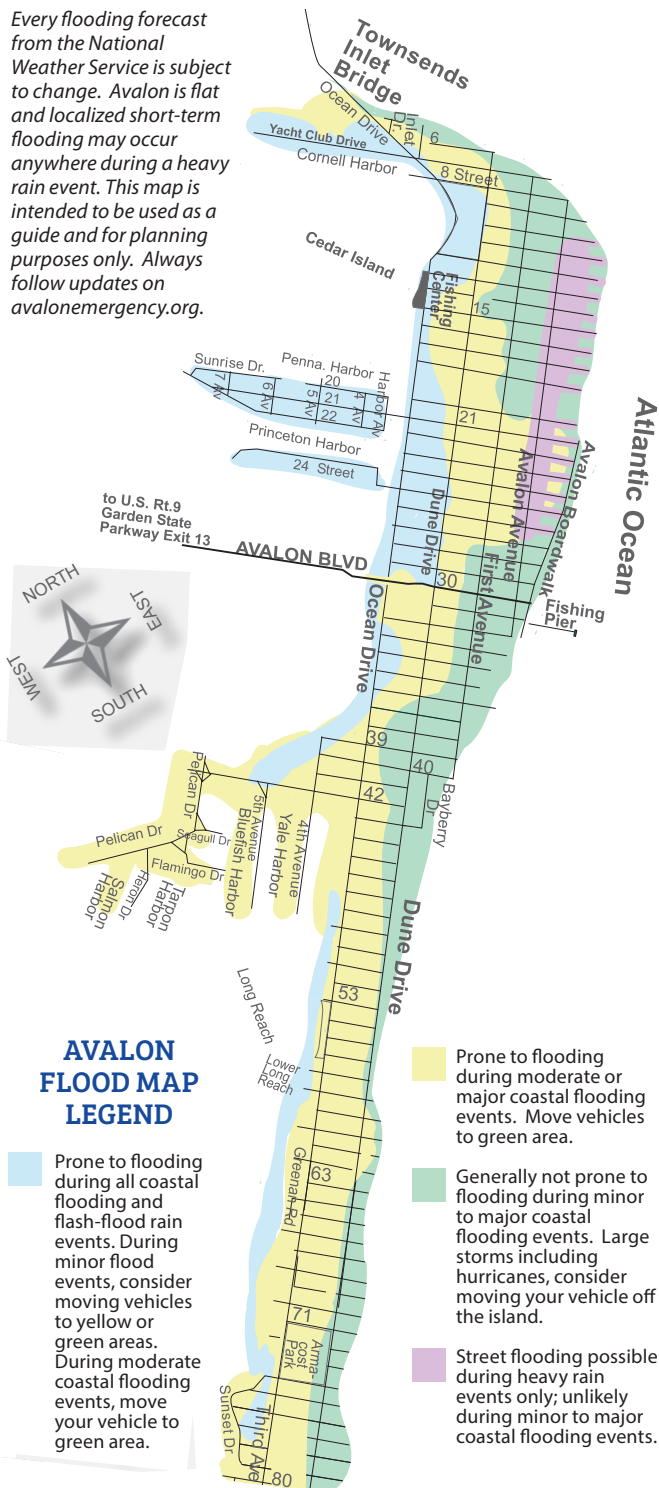 Every flooding forecast
from the National
Weather Service is subject
to change. Avalon is flat
and localized short-term
flooding may occur
anywhere during a heavy
rain event. This map is
intended to be used as a
guide and for planning
purposes only. Always
follow updates on
avalonemergency.org.
Townsends
Inlet
Bridge
Ocean Drive
Inlet
Dr.
6
Yacht Club Drive
Cornell Harbor
8 Street
Cedar Island
Fishing
Center
15
Sunrise Dr.
Penna. Harbor
Harbor Av
7 Av
6 Av
5 Av
4 Av
20
21
22
21
Princeton Harbor
24 Street
Atlantic Ocean
Avalon Boardwalk
Avalon Avenue
Dune Drive
First Avenue
to U.S. Rt.9
Garden State
Parkway Exit 13
AVALON BLVD
30
Fishing
Pier
NORTH
EAST
WEST
SOUTH
Ocean Drive
39
40
42
Bayberry
Dr
Pelican Dr
Pelican Dr
Seagull Dr
Flamingo Dr
Heron Dr
Salmon
Harbor
Tarpon
Harbor
5th Avenue
Bluefish Harbor
4th Avenue
Yale Harbor
Dune Drive
53
Long Reach
Lower
Long
Reach
Greenan Rd
63
71
Arma-
cost
Park
Sunset Dr.
Third Ave
80
AVALON
FLOOD MAP
LEGEND
Prone to flooding
during all coastal
flooding and
flash-flood rain
events. During
minor flood
events, consider
moving vehicles
to yellow or
green areas.
During moderate
coastal flooding
events, move
your vehicle to
green area.
Prone to flooding
during moderate or
major coastal flooding
events. Move vehicles
to green area.
Generally not prone to
flooding during minor
to major coastal
flooding events. Large
storms including
hurricanes, consider
moving your vehicle off
the island.
Street flooding possible
during heavy rain
events only; unlikely
during minor to major
coastal flooding events.